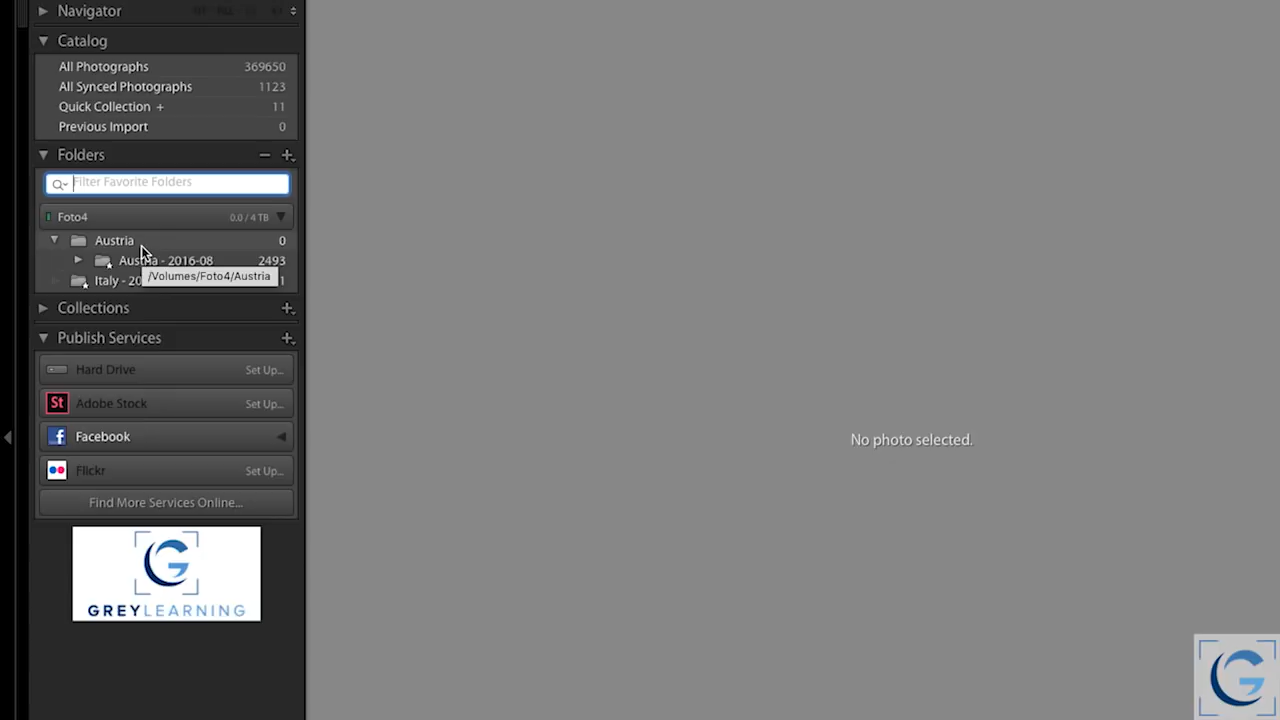 Navigator
Catalog
All Photographs 369650
All Synced Photographs 1123
Quick Collection + 11
Previous Import 0
Folders
Filter Favorite Folders
Foto4 0.0 / 4 TB
Austria 0
Austria - 2016-08 2493
/Volumes/Foto4/Austria
Italy - 20 1
Collections
Publish Services
Hard Drive Set Up...
St Adobe Stock Set Up...
f Facebook
Flickr Set Up...
Find More Services Online...
No photo selected.
G
GREYLEARNING
G